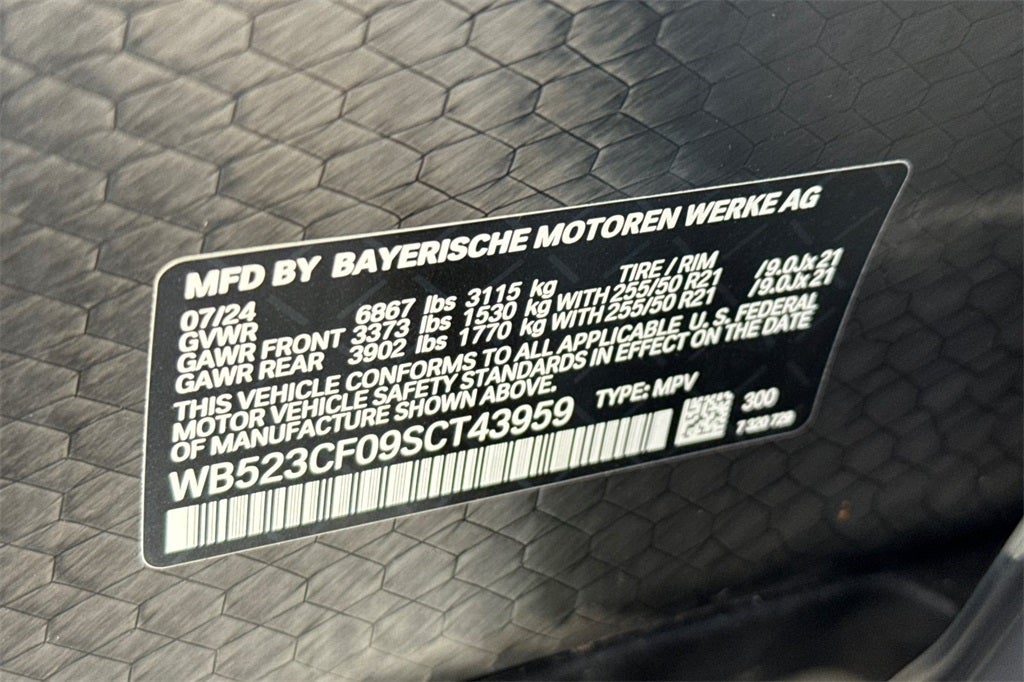 MFD BY BAYERISCHE MOTOREN WERKE AG
07/24 TIRE / RIM
GVWR 6867 lbs 3115 kg
GAWR FRONT 3373 lbs 1530 kg WITH 255/50 R21 /9.0Jx21
GAWR REAR 3902 lbs 1770 kg WITH 255/50 R21 /9.0Jx21
THIS VEHICLE CONFORMS TO ALL APPLICABLE U.S. FEDERAL
MOTOR VEHICLE SAFETY STANDARDS IN EFFECT ON THE DATE
OF MANUFACTURE SHOWN ABOVE.
WB523CF09SCT43959 TYPE: MPV
300
7 320 728